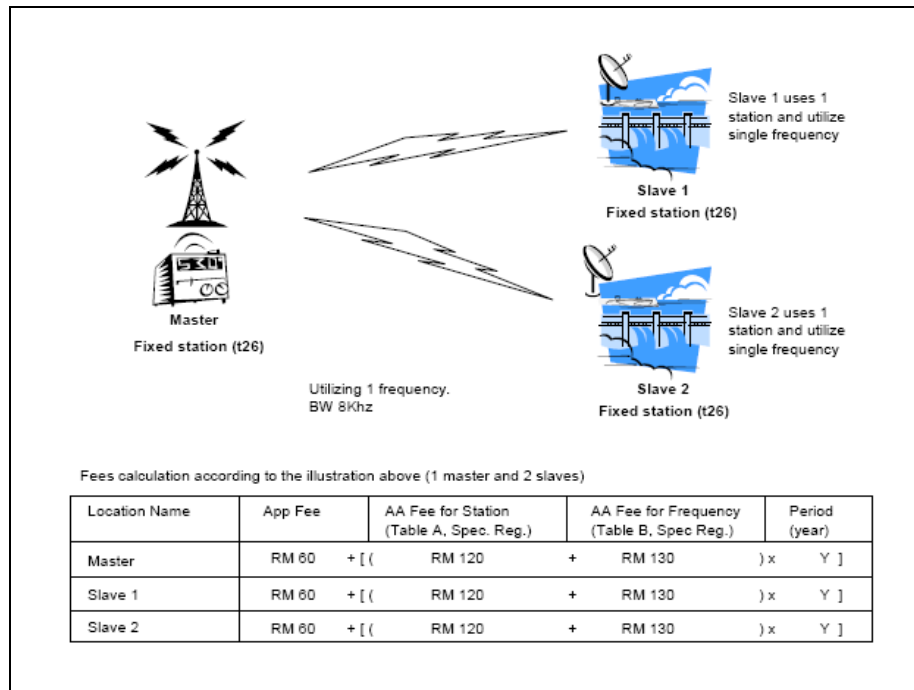 Slave 1 uses 1
station and utilize
single frequency
Slave 1
Fixed station (t26)
530
Master
Fixed station (t26)
Slave 2 uses 1
station and utilize
single frequency
Slave 2
Fixed station (t26)
Utilizing 1 frequency.
BW 8Khz
Fees calculation according to the illustration above (1 master and 2 slaves)
Location Name App Fee AA Fee for Station AA Fee for Frequency Period
(Table A, Spec. Reg.) (Table B, Spec Reg.) (year)
Master RM 60 + [ ( RM 120 + RM 130 ) x Y ]
Slave 1 RM 60 + [ ( RM 120 + RM 130 ) x Y ]
Slave 2 RM 60 + [ ( RM 120 + RM 130 ) x Y ]